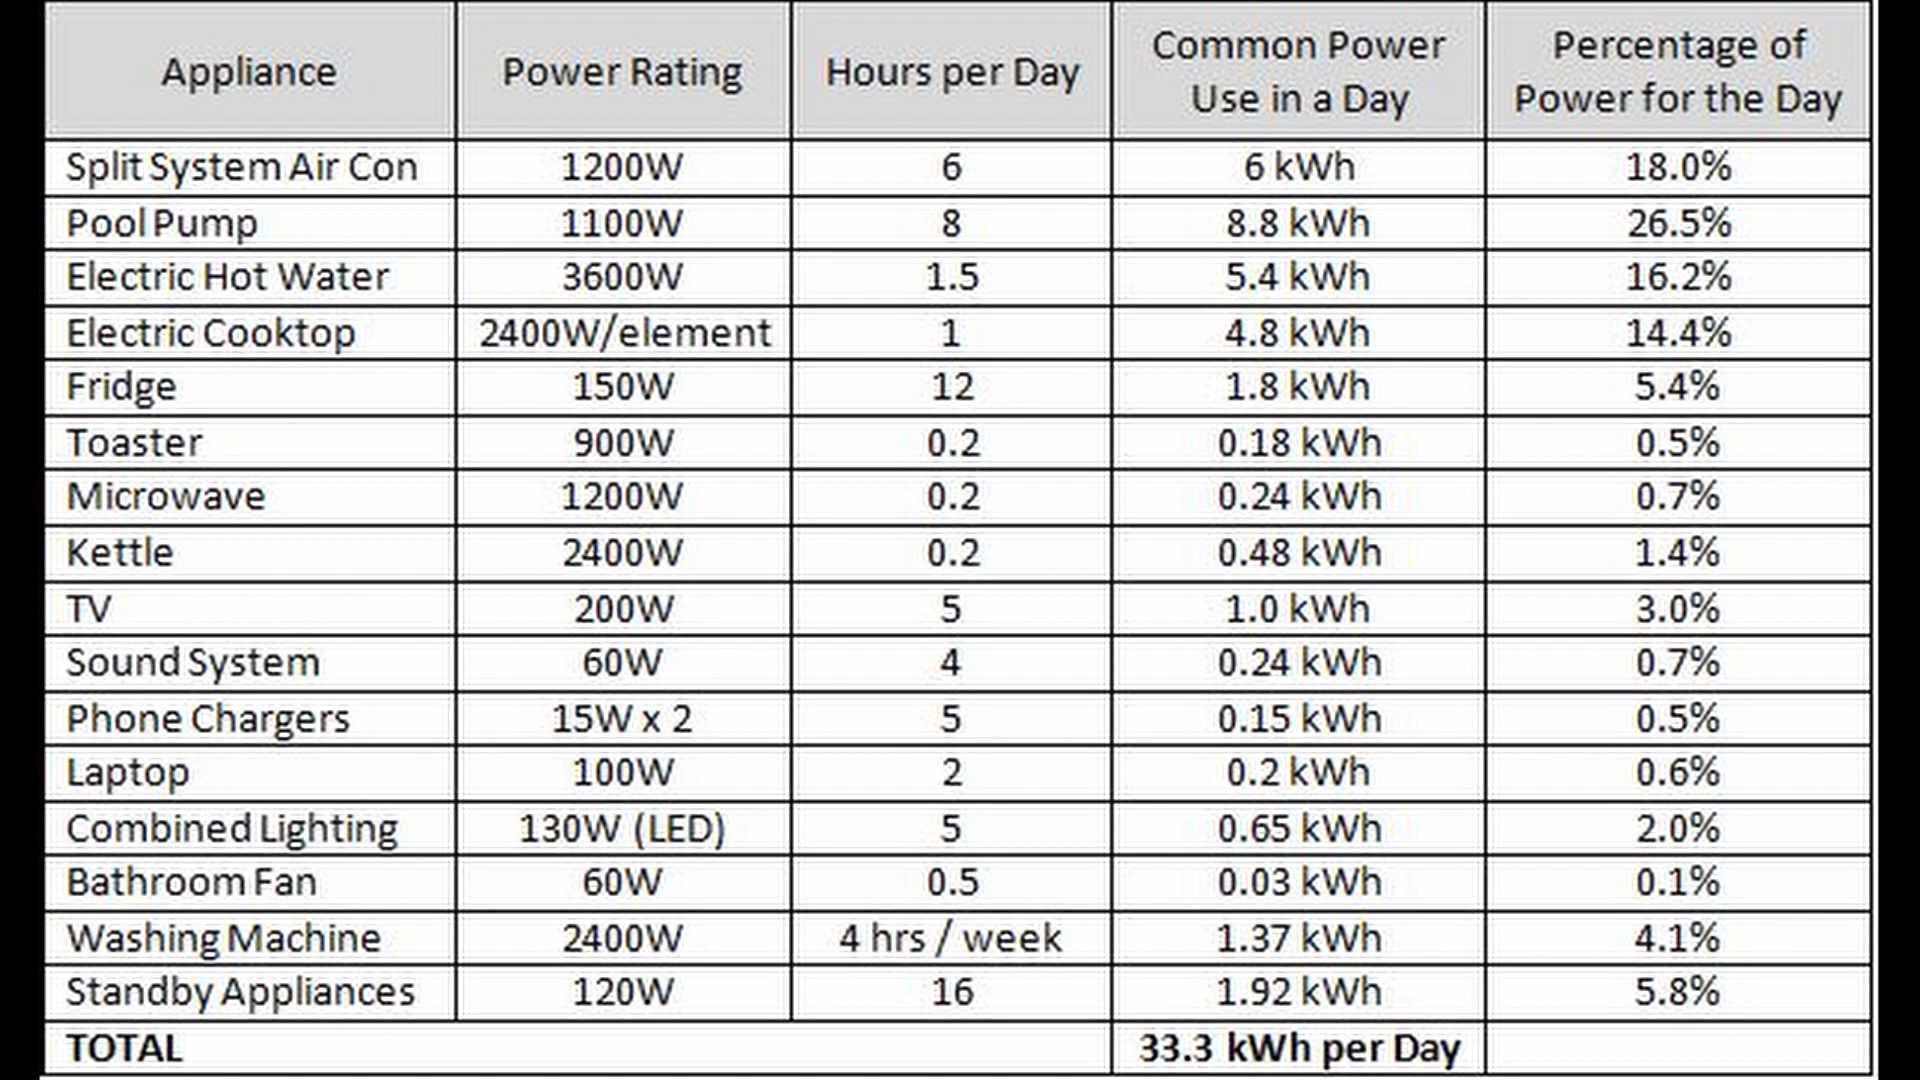 Appliance Power Rating Hours per Day Common Power Use in a Day Percentage of Power for the Day
Split System Air Con 1200W 6 6 kWh 18.0%
Pool Pump 1100W 8 8.8 kWh 26.5%
Electric Hot Water 3600W 1.5 5.4 kWh 16.2%
Electric Cooktop 2400W/element 1 4.8 kWh 14.4%
Fridge 150W 12 1.8 kWh 5.4%
Toaster 900W 0.2 0.18 kWh 0.5%
Microwave 1200W 0.2 0.24 kWh 0.7%
Kettle 2400W 0.2 0.48 kWh 1.4%
TV 200W 5 1.0 kWh 3.0%
Sound System 60W 4 0.24 kWh 0.7%
Phone Chargers 15W x 2 5 0.15 kWh 0.5%
Laptop 100W 2 0.2 kWh 0.6%
Combined Lighting 130W (LED) 5 0.65 kWh 2.0%
Bathroom Fan 60W 0.5 0.03 kWh 0.1%
Washing Machine 2400W 4 hrs / week 1.37 kWh 4.1%
Standby Appliances 120W 16 1.92 kWh 5.8%
TOTAL 33.3 kWh per Day